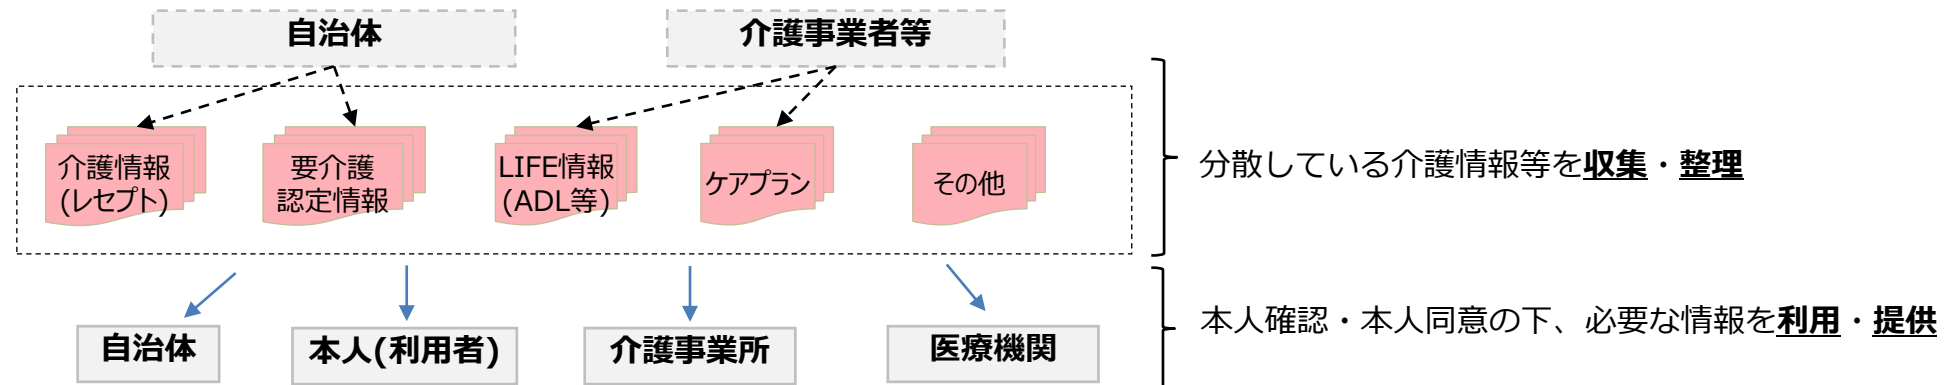 自治体
介護事業者等
介護情報
(レセプト)
要介護
認定情報
LIFE情報
(ADL等)
ケアプラン
その他
分散している介護情報等を収集・整理
自治体
本人(利用者)
介護事業所
医療機関
本人確認・本人同意の下、必要な情報を利用・提供